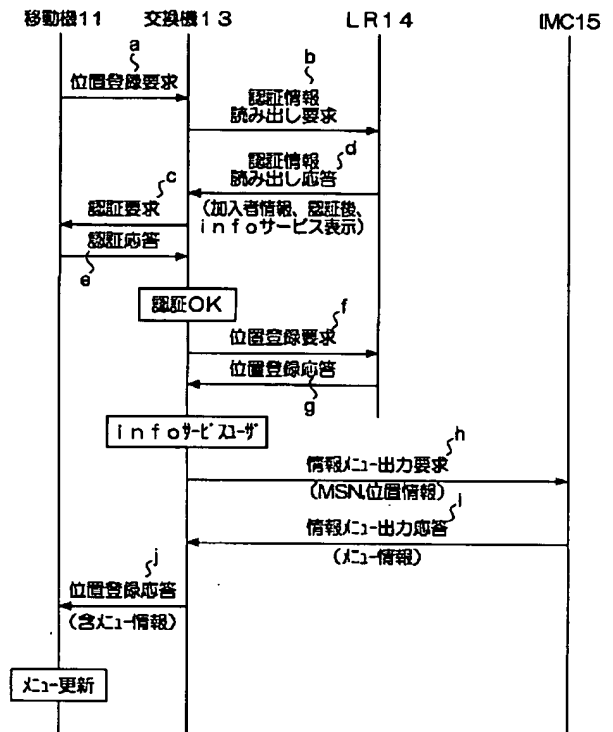 移動機11 交換機13 LR14 IMC15
a
位置登録要求
b
認証情報
読み出し要求
d
認証情報
読み出し応答
(加入者情報、認証後、
infoサービス表示)
c
認証要求
認証応答
e
認証OK
f
位置登録要求
位置登録応答
g
infoサービスユーザ
h
情報メニュー出力要求
(MSN,位置情報)
i
情報メニュー出力応答
(メニュー情報)
j
位置登録応答
(含メニュー情報)
メニュー更新